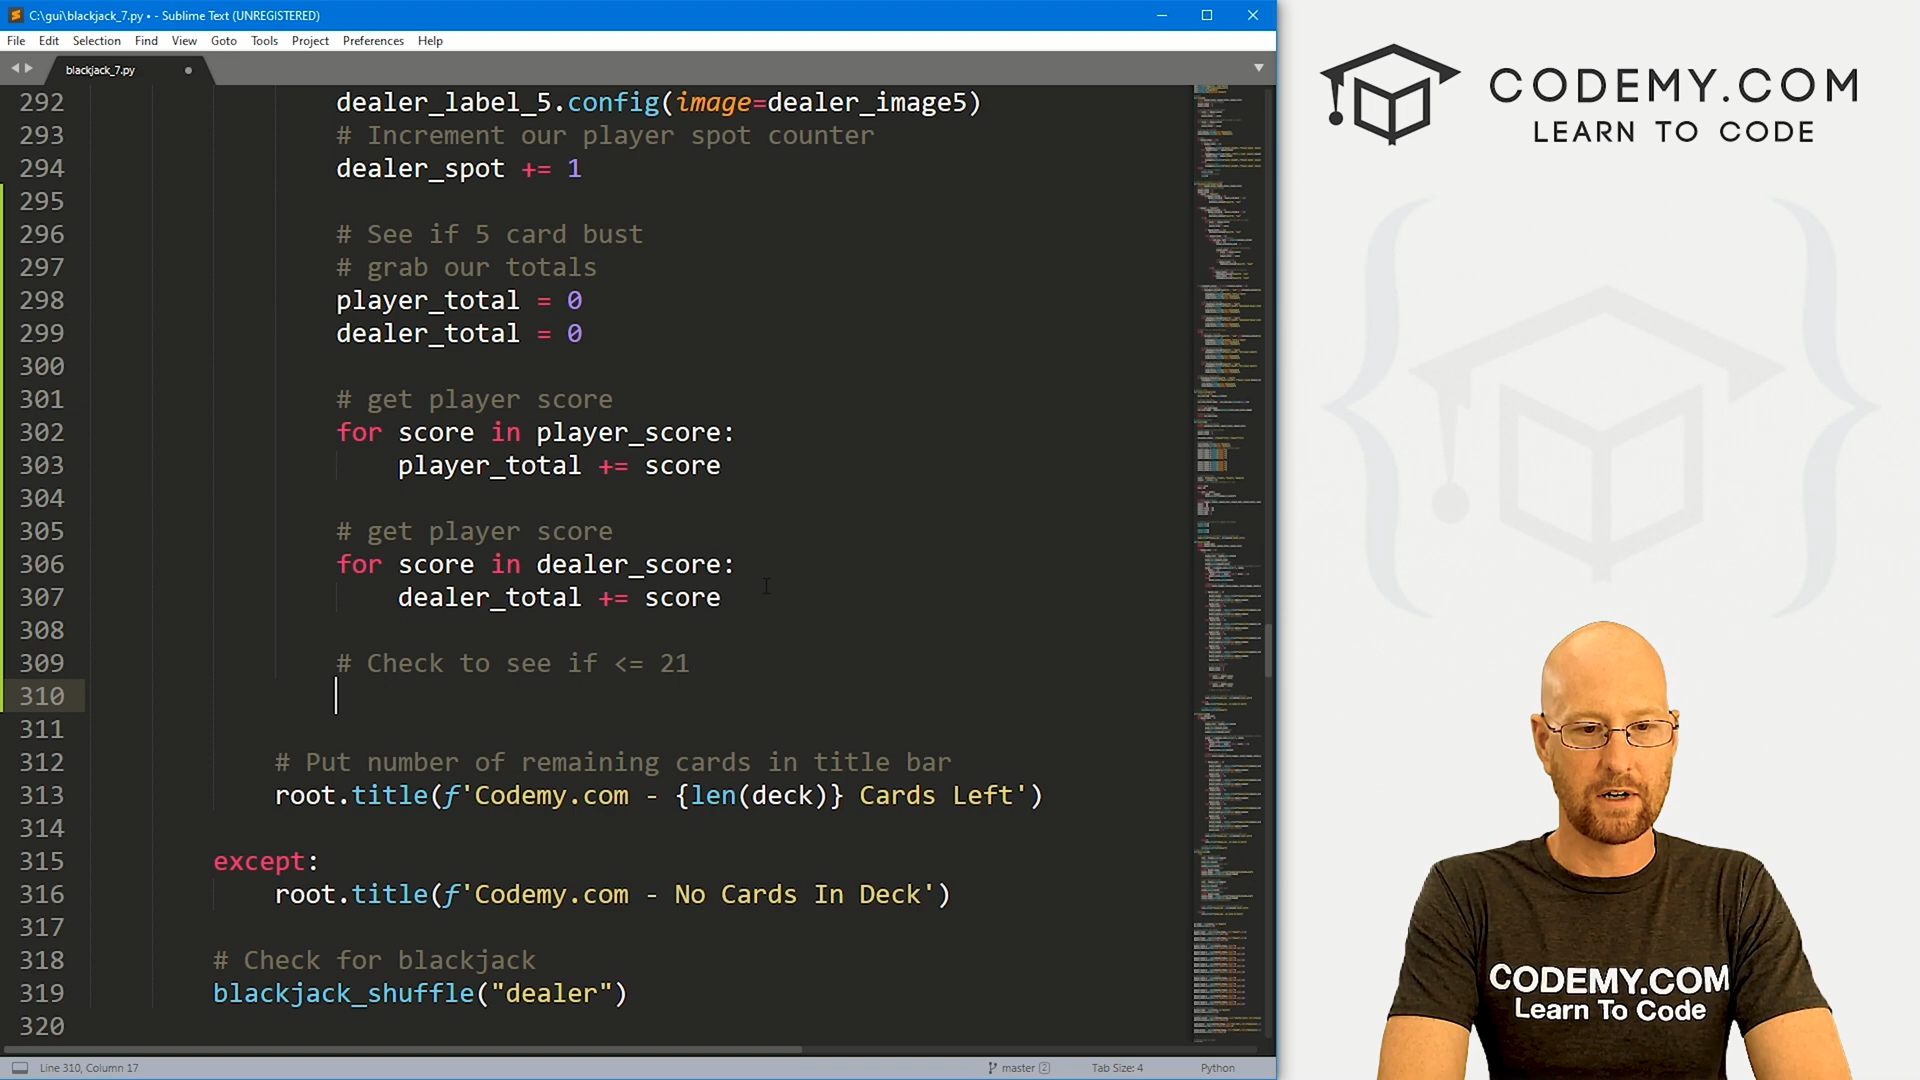 C:\gui\blackjack_7.py • - Sublime Text (UNREGISTERED)
File Edit Selection Find View Goto Tools Project Preferences Help
blackjack_7.py
292 dealer_label_5.config(image=dealer_image5)
293 # Increment our player spot counter
294 dealer_spot += 1
295
296 # See if 5 card bust
297 # grab our totals
298 player_total = 0
299 dealer_total = 0
300
301 # get player score
302 for score in player_score:
303 player_total += score
304
305 # get player score
306 for score in dealer_score:
307 dealer_total += score
308
309 # Check to see if <= 21
310
311
312 # Put number of remaining cards in title bar
313 root.title(f'Codemy.com - {len(deck)} Cards Left')
314
315 except:
316 root.title(f'Codemy.com - No Cards In Deck')
317
318 # Check for blackjack
319 blackjack_shuffle("dealer")
320
Line 310, Column 17
master 2
Tab Size: 4
Python
CODEMY.COM
LEARN TO CODE
CODEMY.COM
Learn To Code